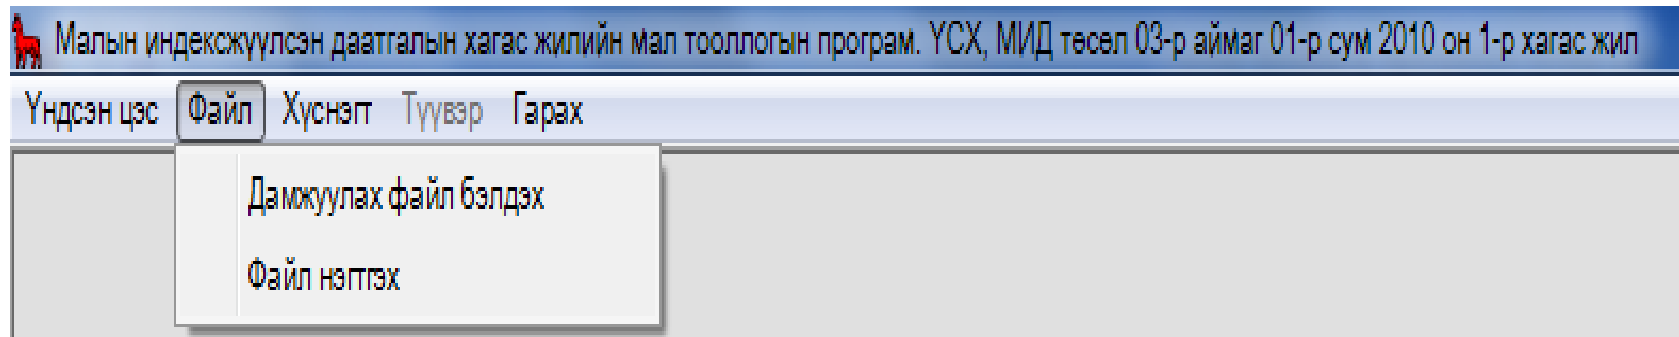 Малын индексжүүлсэн даатгалын хагас жилийн мал тооллогын програм. ҮСХ, МИД төсөл 03-р аймаг 01-р сум 2010 он 1-р хагас жил
Үндсэн цэс Файл Хүснэгт Түүвэр Гарах
Дамжуулах файл бэлдэх
Файл нэгтгэх